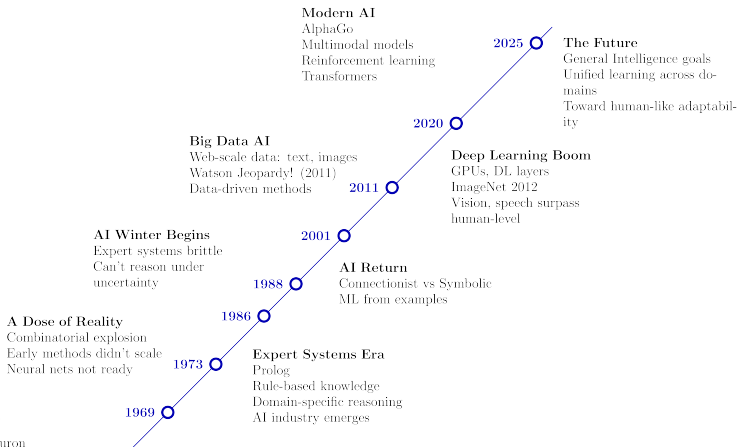 Modern AI
AlphaGo
Multimodal models
Reinforcement learning
Transformers
2025
The Future
General Intelligence goals
Unified learning across do-
mains
Toward human-like adaptabil-
ity
2020
Big Data AI
Web-scale data: text, images
Watson Jeopardy! (2011)
Data-driven methods
2011
Deep Learning Boom
GPUs, DL layers
ImageNet 2012
Vision, speech surpass
human-level
2001
AI Winter Begins
Expert systems brittle
Can't reason under
uncertainty
1988
AI Return
Connectionist vs Symbolic
ML from examples
1986
A Dose of Reality
Combinatorial explosion
Early methods didn't scale
Neural nets not ready
1973
Expert Systems Era
Prolog
Rule-based knowledge
Domain-specific reasoning
AI industry emerges
1969
uron